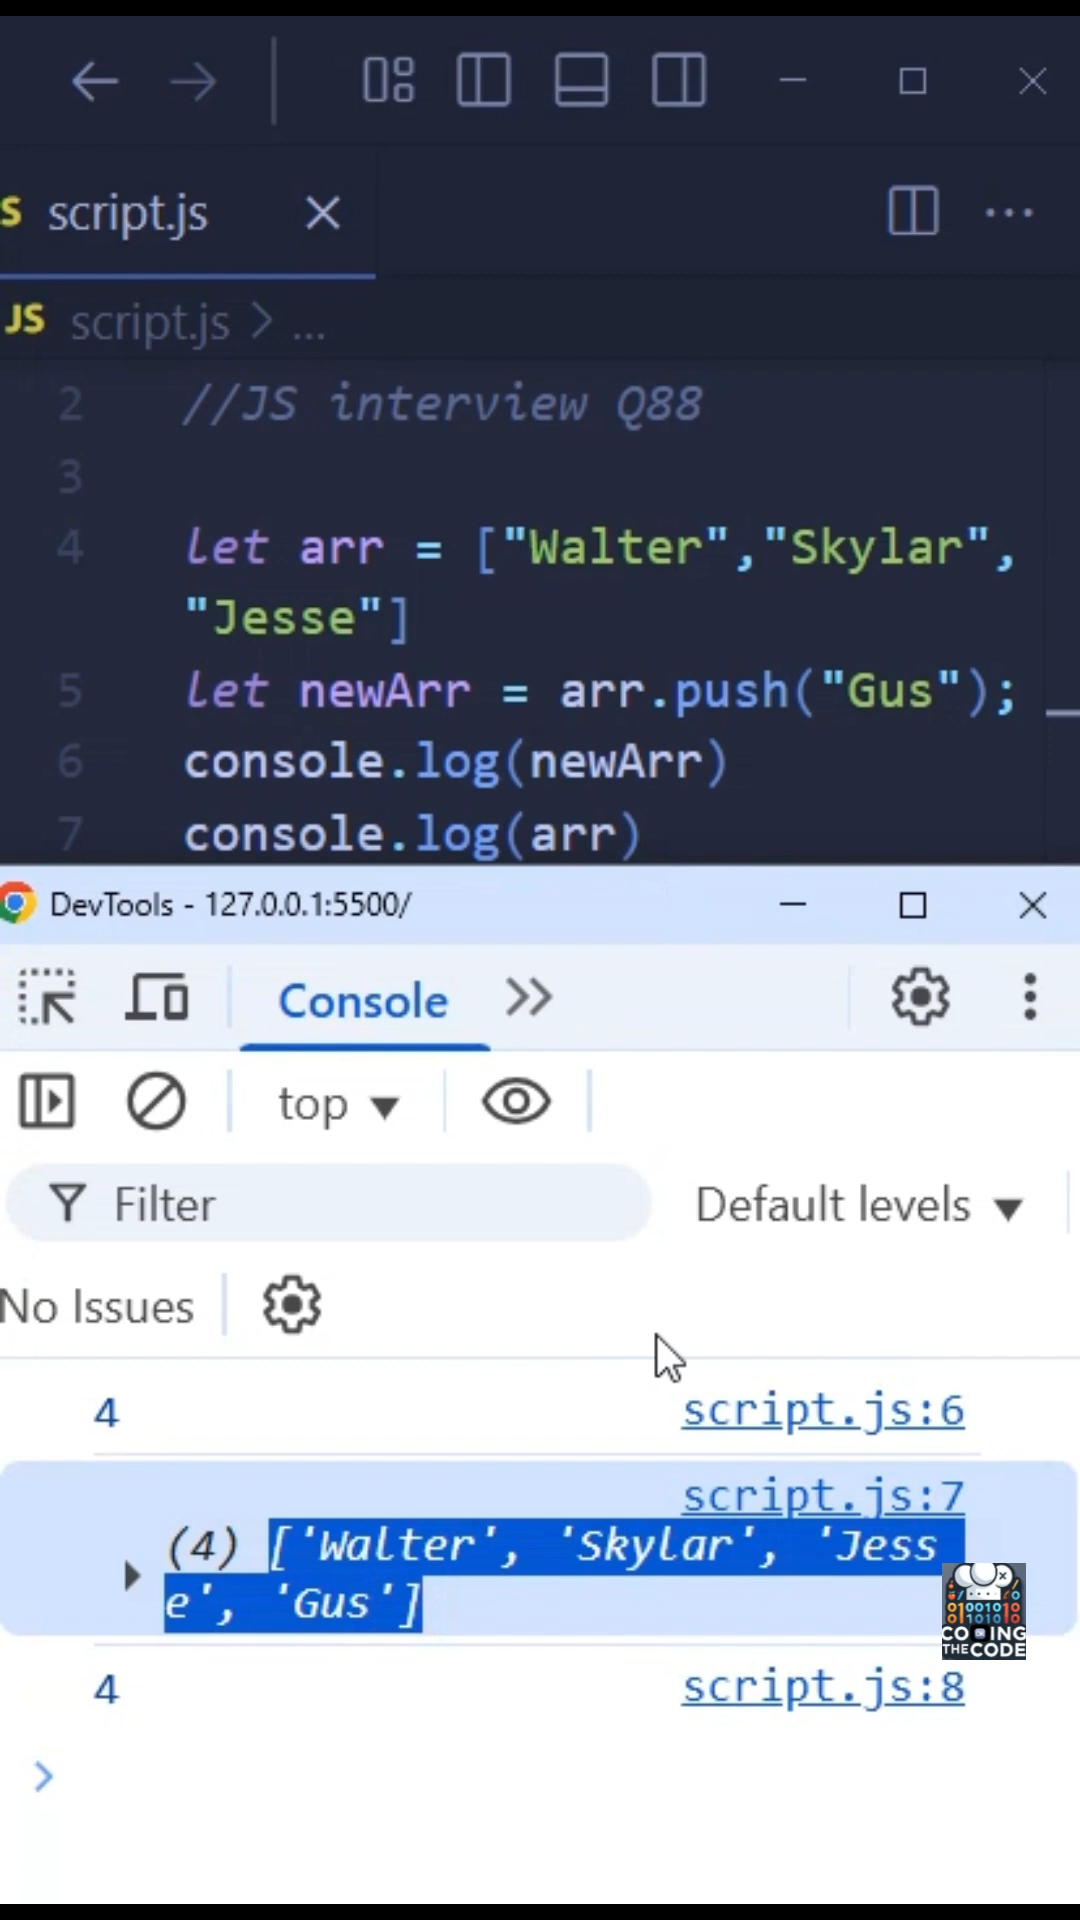 script.js
JS script.js > ...
2 //JS interview Q88
3
4 let arr = ["Walter","Skylar",
"Jesse"]
5 let newArr = arr.push("Gus");
6 console.log(newArr)
7 console.log(arr)
DevTools - 127.0.0.1:5500/
Console
top
Filter Default levels
No Issues
4 script.js:6
script.js:7
(4) ['Walter', 'Skylar', 'Jess
e', 'Gus']
CODING
THE CODE
4 script.js:8